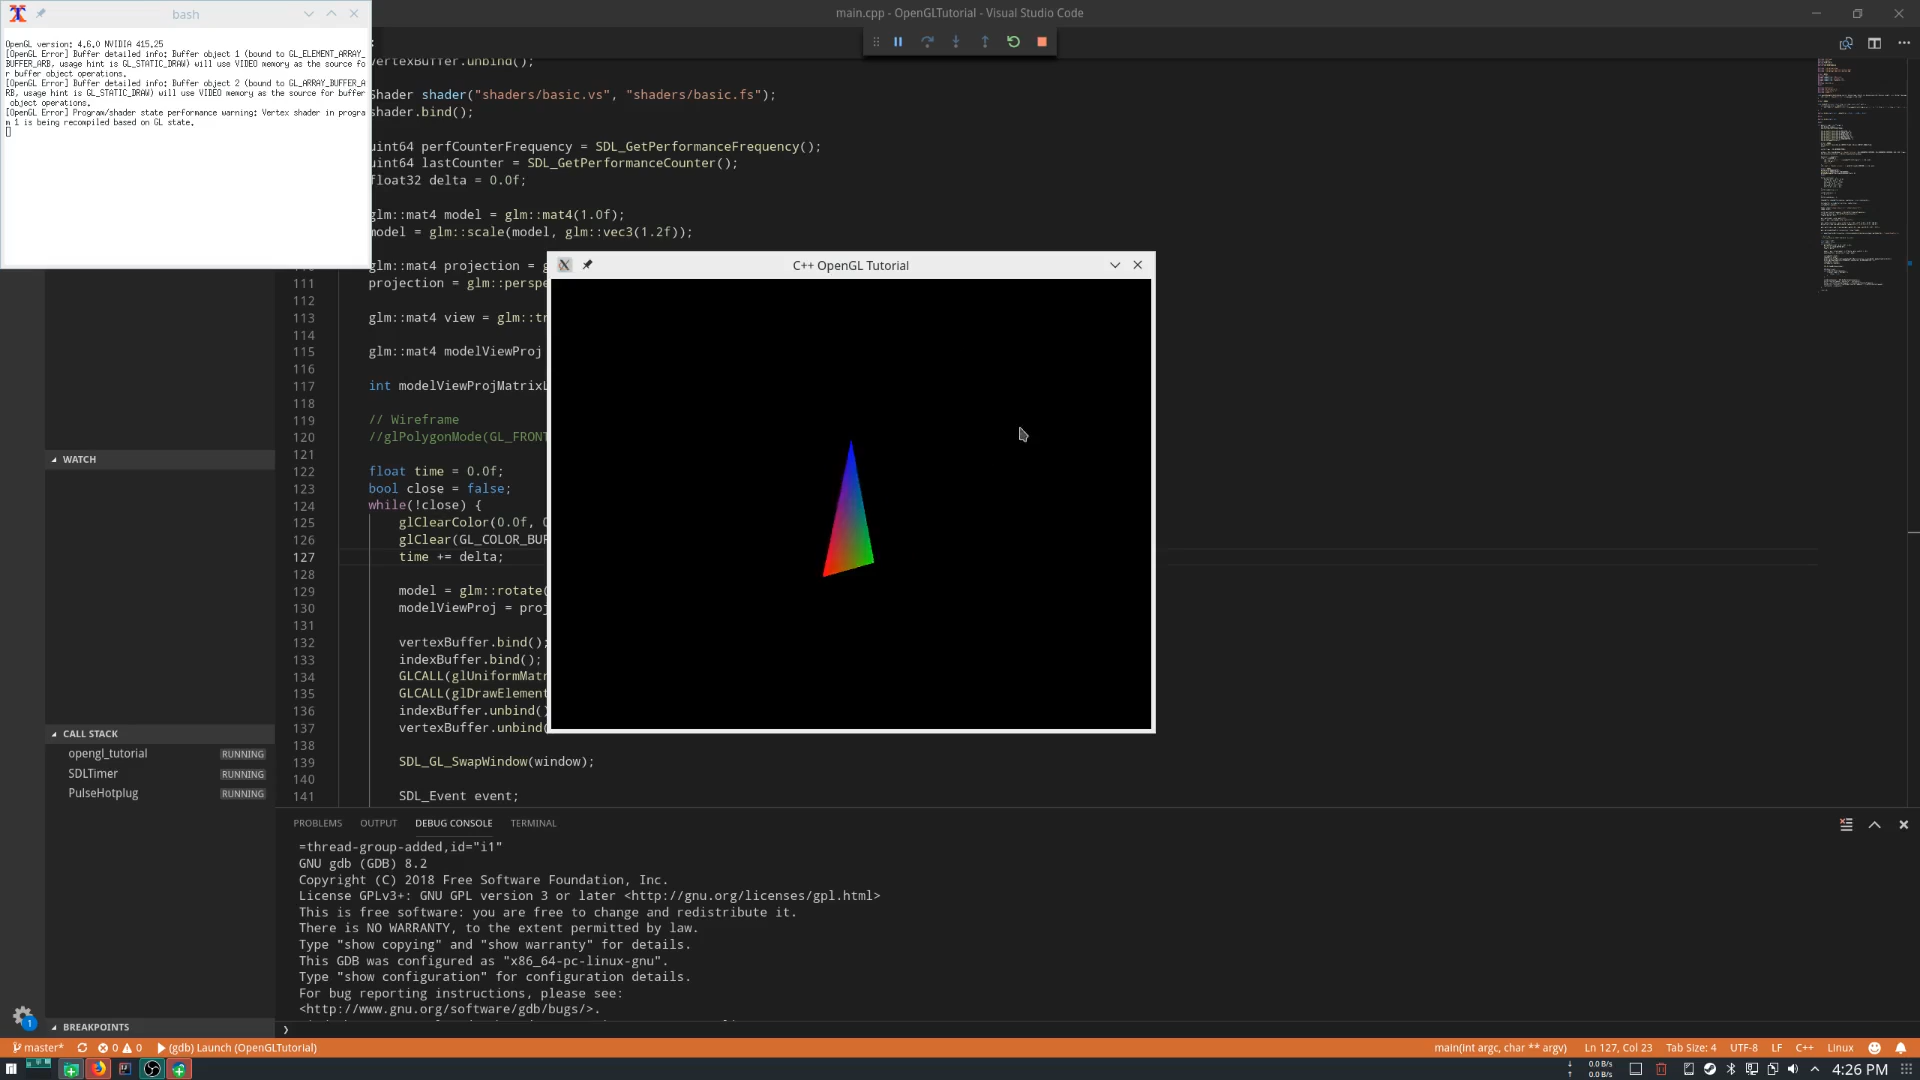 bash
main.cpp - OpenGLTutorial - Visual Studio Code
OpenGL version: 4.6.0 NVIDIA 415.25
[OpenGL Error] Buffer detailed info: Buffer object 1 (bound to GL_ELEMENT_ARRAY_
BUFFER_ARB, usage hint is GL_STATIC_DRAW) will use VIDEO memory as the source fo
r buffer object operations.
[OpenGL Error] Buffer detailed info: Buffer object 2 (bound to GL_ARRAY_BUFFER_A
RB, usage hint is GL_STATIC_DRAW) will use VIDEO memory as the source for buffer
object operations.
[OpenGL Error] Program/shader state performance warning: Vertex shader in progra
m 1 is being recompiled based on GL state.
vertexBuffer.unbind();
Shader shader("shaders/basic.vs", "shaders/basic.fs");
shader.bind();
uint64 perfCounterFrequency = SDL_GetPerformanceFrequency();
uint64 lastCounter = SDL_GetPerformanceCounter();
float32 delta = 0.0f;
glm::mat4 model = glm::mat4(1.0f);
model = glm::scale(model, glm::vec3(1.2f));
glm::mat4 projection = g
111 projection = glm::perspe
112
113 glm::mat4 view = glm::tr
114
115 glm::mat4 modelViewProj
116
117 int modelViewProjMatrixL
118
119 // Wireframe
120 //glPolygonMode(GL_FRONT
121
122 float time = 0.0f;
123 bool close = false;
124 while(!close) {
125 glClearColor(0.0f, 0
126 glClear(GL_COLOR_BUF
127 time += delta;
128
129 model = glm::rotate(
130 modelViewProj = proj
131
132 vertexBuffer.bind();
133 indexBuffer.bind();
134 GLCALL(glUniformMatr
135 GLCALL(glDrawElement
136 indexBuffer.unbind()
137 vertexBuffer.unbind(
138
139 SDL_GL_SwapWindow(window);
140
141 SDL_Event event;
C++ OpenGL Tutorial
WATCH
CALL STACK
opengl_tutorial RUNNING
SDLTimer RUNNING
PulseHotplug RUNNING
BREAKPOINTS
PROBLEMS OUTPUT DEBUG CONSOLE TERMINAL
=thread-group-added,id="i1"
GNU gdb (GDB) 8.2
Copyright (C) 2018 Free Software Foundation, Inc.
License GPLv3+: GNU GPL version 3 or later <http://gnu.org/licenses/gpl.html>
This is free software: you are free to change and redistribute it.
There is NO WARRANTY, to the extent permitted by law.
Type "show copying" and "show warranty" for details.
This GDB was configured as "x86_64-pc-linux-gnu".
Type "show configuration" for configuration details.
For bug reporting instructions, please see:
<http://www.gnu.org/software/gdb/bugs/>.
1
master* 0 0 (gdb) Launch (OpenGLTutorial)
main(int argc, char ** argv) Ln 127, Col 23 Tab Size: 4 UTF-8 LF C++ Linux
0.0 B/s
0.0 B/s
4:26 PM